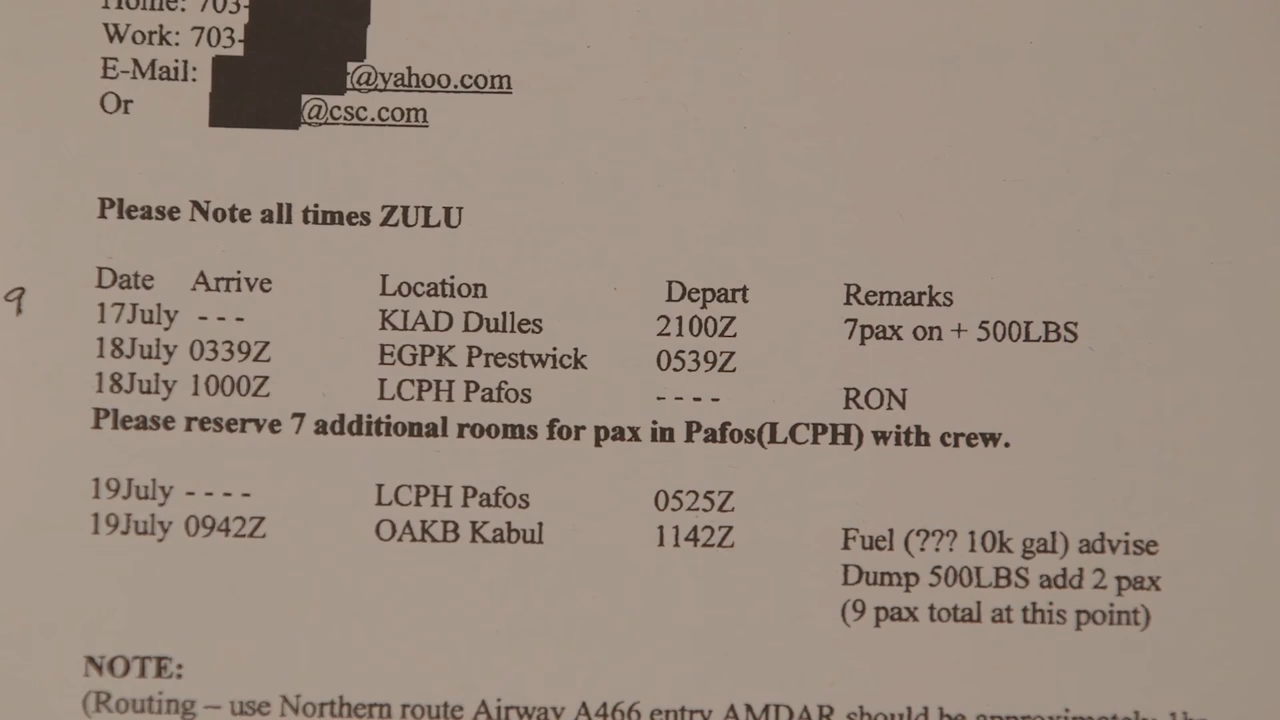 Home: 703-
Work: 703-
E-Mail: @yahoo.com
Or @csc.com
Please Note all times ZULU
Date Arrive Location Depart Remarks
17July - - - KIAD Dulles 2100Z 7pax on + 500LBS
18July 0339Z EGPK Prestwick 0539Z
18July 1000Z LCPH Pafos - - - - RON
Please reserve 7 additional rooms for pax in Pafos(LCPH) with crew.
19July - - - - LCPH Pafos 0525Z
19July 0942Z OAKB Kabul 1142Z Fuel (??? 10k gal) advise
Dump 500LBS add 2 pax
(9 pax total at this point)
NOTE:
(Routing – use Northern route Airway A466 entry AMDAR should be approximately
9